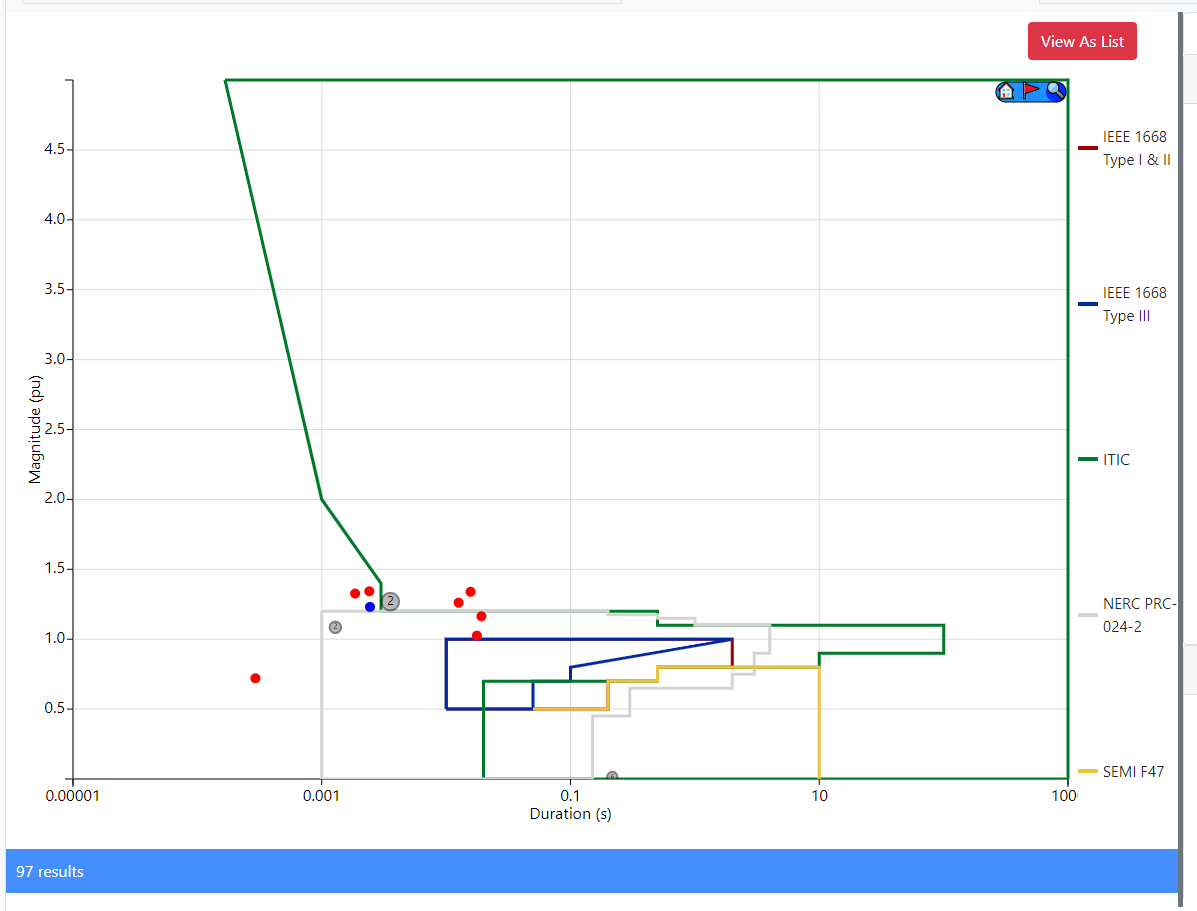 View As List
4.5
4.0
3.5
3.0
2.5
2.0
1.5
1.0
0.5
Magnitude (pu)
2
2
6
0.00001
0.001
0.1
10
100
Duration (s)
IEEE 1668
Type I & II
IEEE 1668
Type III
ITIC
NERC PRC-
024-2
SEMI F47
97 results